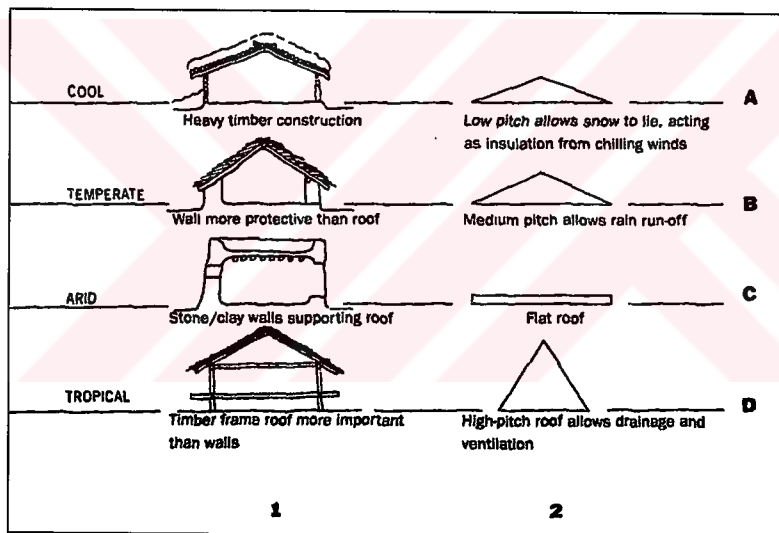 COOL
Heavy timber construction
Low pitch allows snow to lie, acting
as insulation from chilling winds
A
TEMPERATE
Wall more protective than roof
Medium pitch allows rain run-off
B
ARID
Stone/clay walls supporting roof
Flat roof
C
TROPICAL
Timber frame roof more important
than walls
High-pitch roof allows drainage and
ventilation
D
1
2